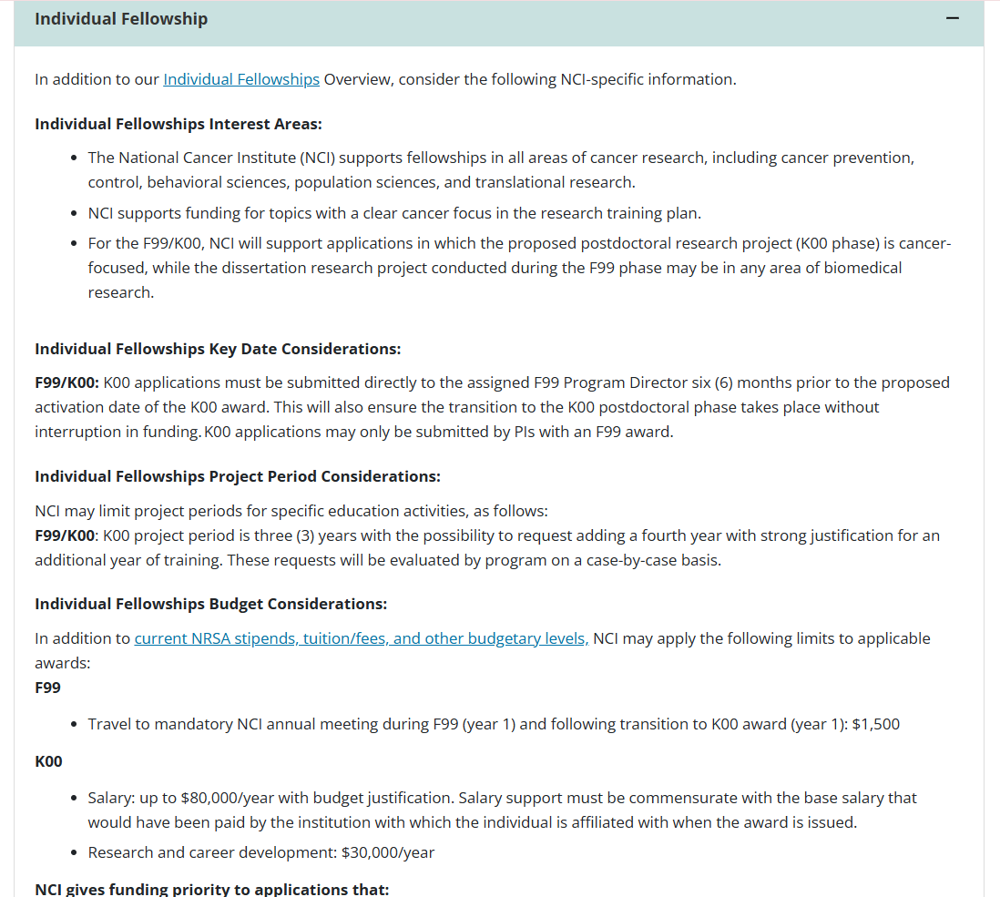 Individual Fellowship
In addition to our Individual Fellowships Overview, consider the following NCI-specific information.
Individual Fellowships Interest Areas:
• The National Cancer Institute (NCI) supports fellowships in all areas of cancer research, including cancer prevention,
control, behavioral sciences, population sciences, and translational research.
• NCI supports funding for topics with a clear cancer focus in the research training plan.
• For the F99/K00, NCI will support applications in which the proposed postdoctoral research project (K00 phase) is cancer-
focused, while the dissertation research project conducted during the F99 phase may be in any area of biomedical
research.
Individual Fellowships Key Date Considerations:
F99/K00: K00 applications must be submitted directly to the assigned F99 Program Director six (6) months prior to the proposed
activation date of the K00 award. This will also ensure the transition to the K00 postdoctoral phase takes place without
interruption in funding. K00 applications may only be submitted by PIs with an F99 award.
Individual Fellowships Project Period Considerations:
NCI may limit project periods for specific education activities, as follows:
F99/K00: K00 project period is three (3) years with the possibility to request adding a fourth year with strong justification for an
additional year of training. These requests will be evaluated by program on a case-by-case basis.
Individual Fellowships Budget Considerations:
In addition to current NRSA stipends, tuition/fees, and other budgetary levels, NCI may apply the following limits to applicable
awards:
F99
• Travel to mandatory NCI annual meeting during F99 (year 1) and following transition to K00 award (year 1): $1,500
K00
• Salary: up to $80,000/year with budget justification. Salary support must be commensurate with the base salary that
would have been paid by the institution with which the individual is affiliated with when the award is issued.
• Research and career development: $30,000/year
NCI gives funding priority to applications that: